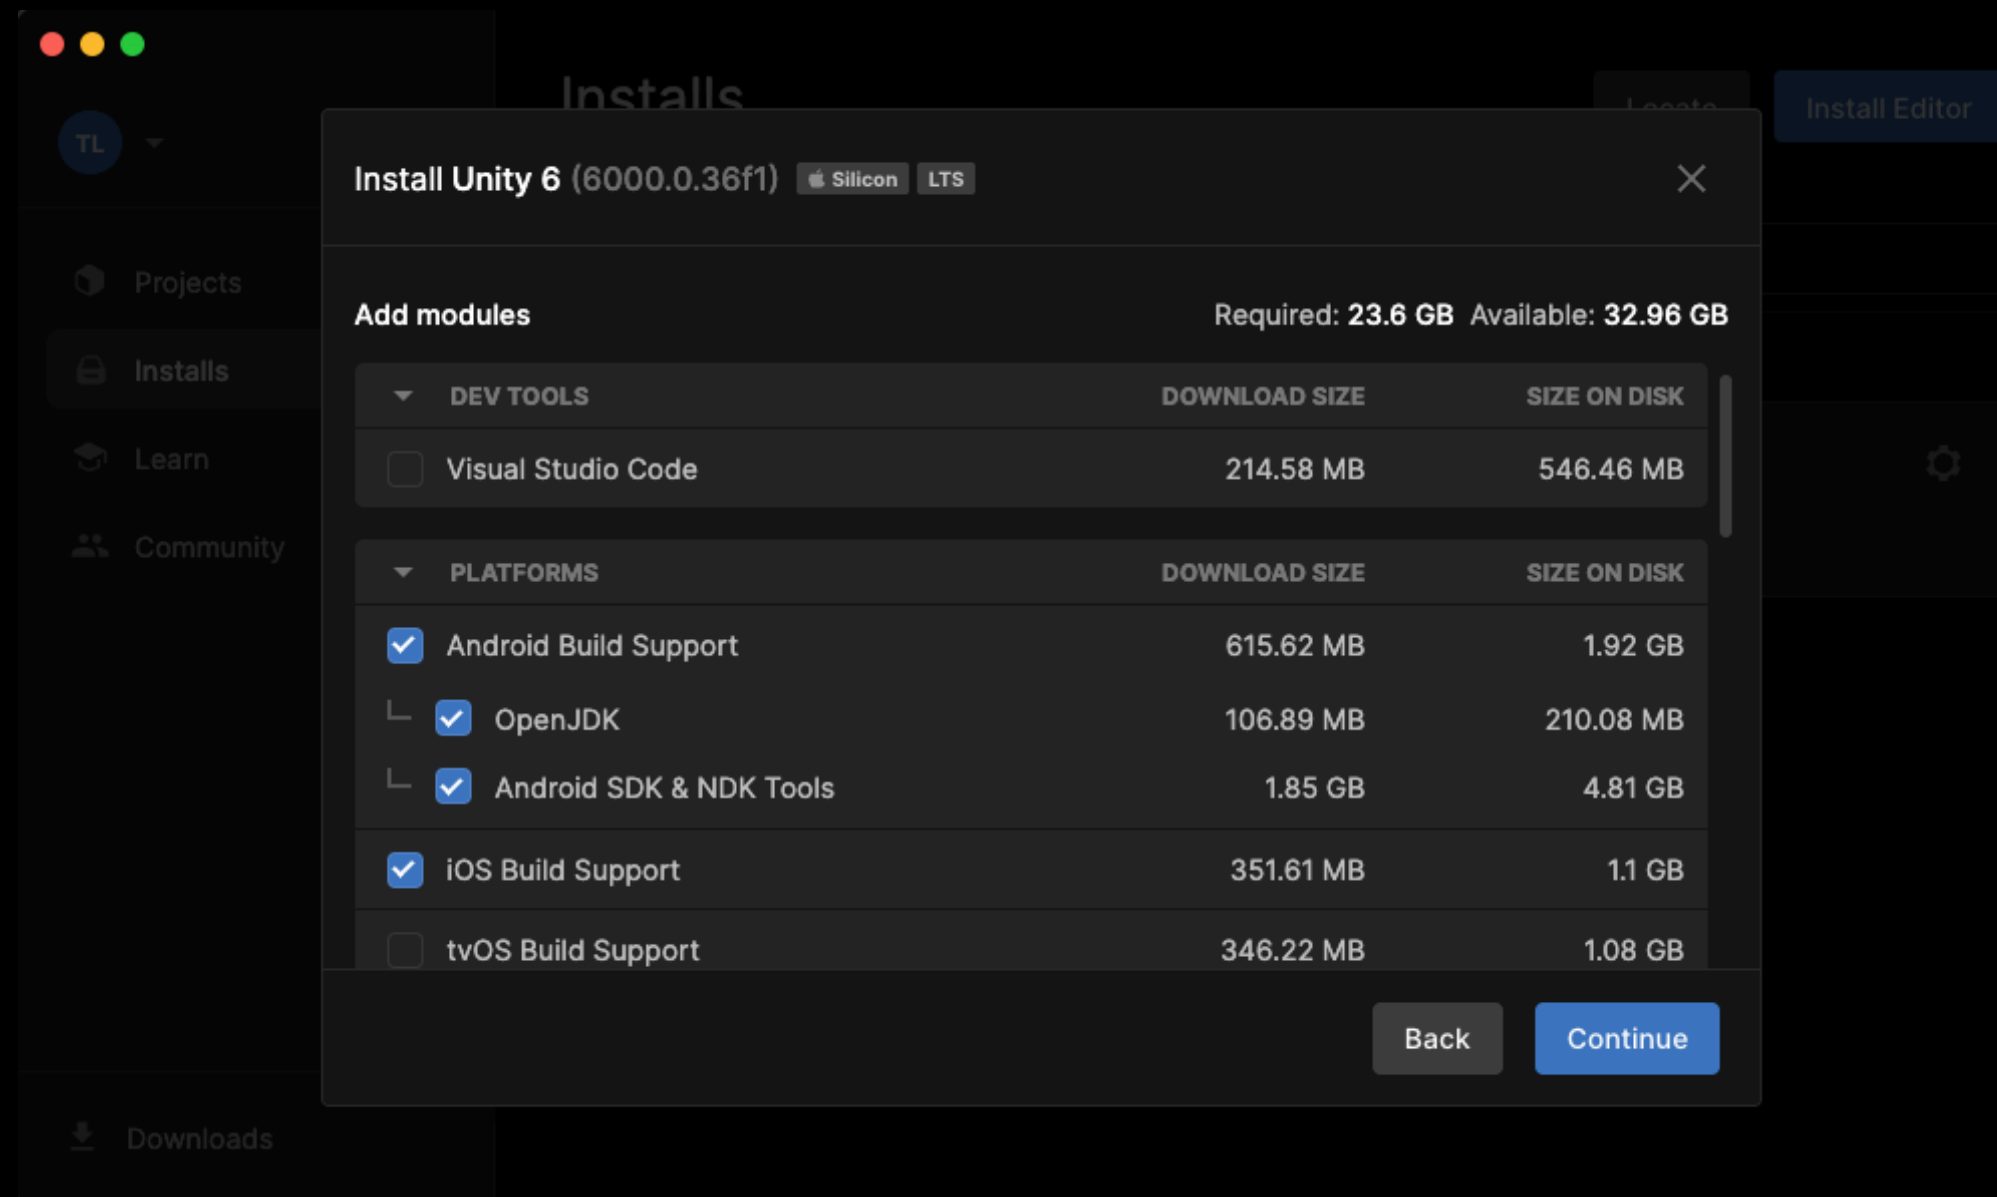 Installs
Locate
Install Editor
TL
Install Unity 6 (6000.0.36f1) Silicon LTS
Projects
Installs
Learn
Community
Downloads
Add modules Required: 23.6 GB Available: 32.96 GB
DEV TOOLS DOWNLOAD SIZE SIZE ON DISK
Visual Studio Code 214.58 MB 546.46 MB
PLATFORMS DOWNLOAD SIZE SIZE ON DISK
Android Build Support 615.62 MB 1.92 GB
OpenJDK 106.89 MB 210.08 MB
Android SDK & NDK Tools 1.85 GB 4.81 GB
iOS Build Support 351.61 MB 1.1 GB
tvOS Build Support 346.22 MB 1.08 GB
Back Continue